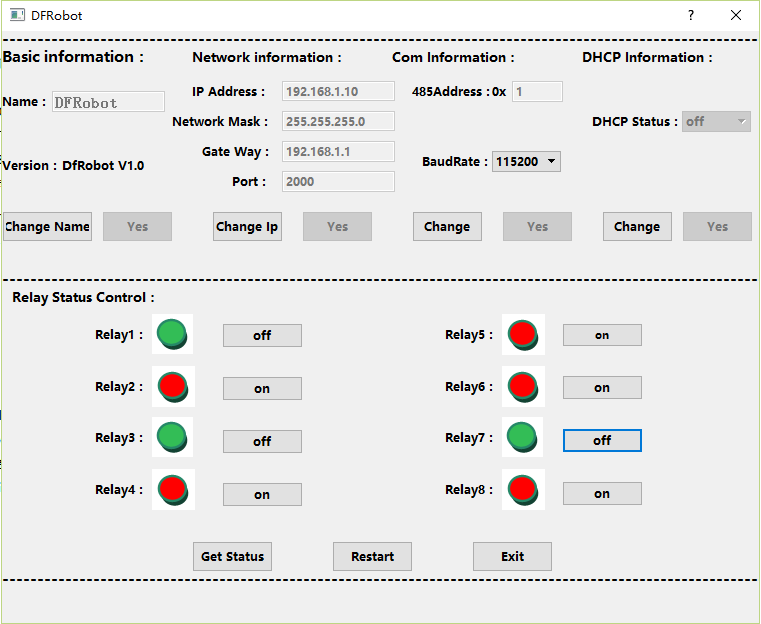 DFRobot
Basic information : Network information : Com Information : DHCP Information :
IP Address : 192.168.1.10 485Address : 0x 1
Name : DFRobot
Network Mask : 255.255.255.0 DHCP Status : off
Gate Way : 192.168.1.1
Version : DfRobot V1.0 BaudRate : 115200
Port : 2000
Change Name Yes Change Ip Yes Change Yes Change Yes
Relay Status Control :
Relay1 : off Relay5 : on
Relay2 : on Relay6 : on
Relay3 : off Relay7 : off
Relay4 : on Relay8 : on
Get Status Restart Exit